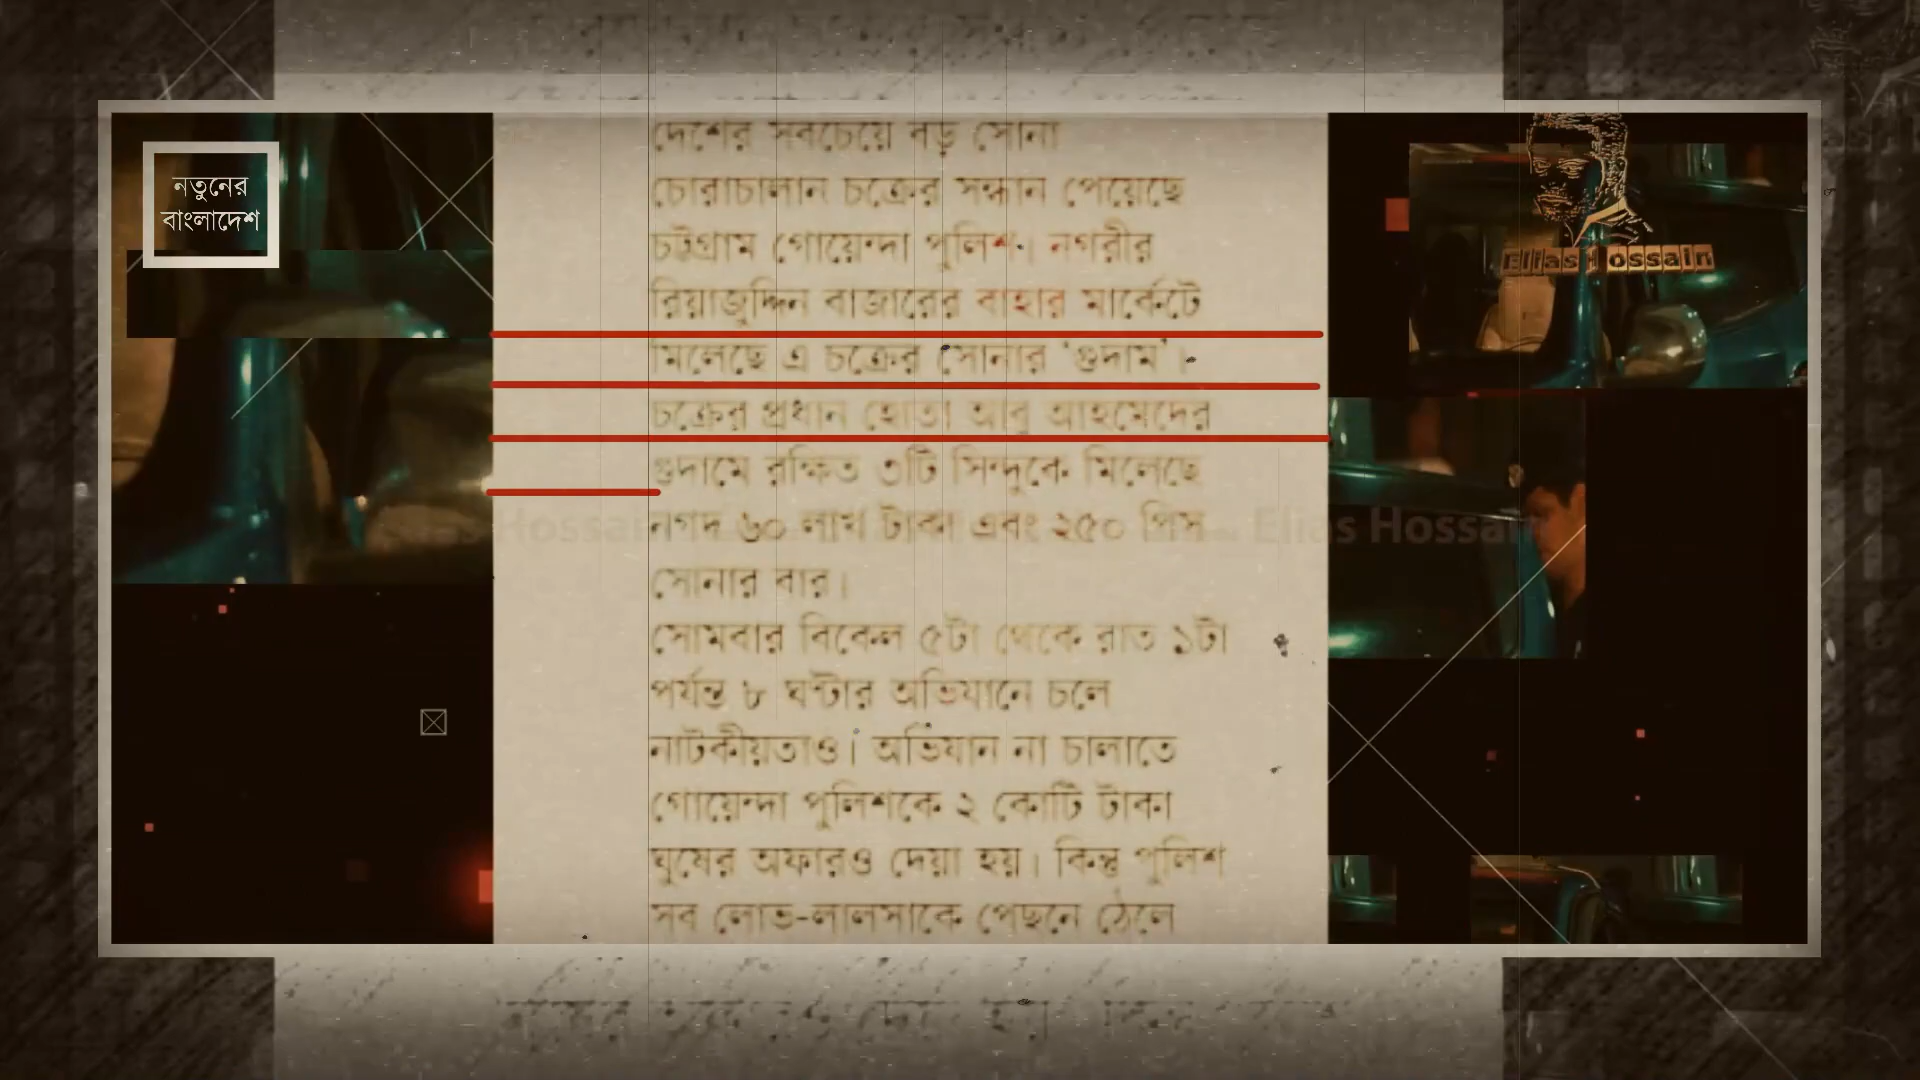 নতুনের
বাংলাদেশ
Elias Hossain
দেশের সবচেয়ে বড় সোনা
চোরাচালান চক্রের সন্ধান পেয়েছে
চট্টগ্রাম গোয়েন্দা পুলিশ। নগরীর
রিয়াজুদ্দিন বাজারের বাহার মার্কেটে
মিলেছে এ চক্রের সোনার ‘গুদাম’।
চক্রের প্রধান হোতা আবু আহমেদের
গুদামে রক্ষিত ৩টি সিন্দুকে মিলেছে
নগদ ৬০ লাখ টাকা এবং ২৫০ পিস
সোনার বার।
সোমবার বিকেল ৫টা থেকে রাত ১টা
পর্যন্ত ৮ ঘন্টার অভিযানে চলে
নাটকীয়তাও। অভিযান না চালাতে
গোয়েন্দা পুলিশকে ২ কোটি টাকা
ঘুষের অফারও দেয়া হয়। কিন্তু পুলিশ
সব লোভ-লালসাকে পেছনে ঠেলে
Elias Hossain